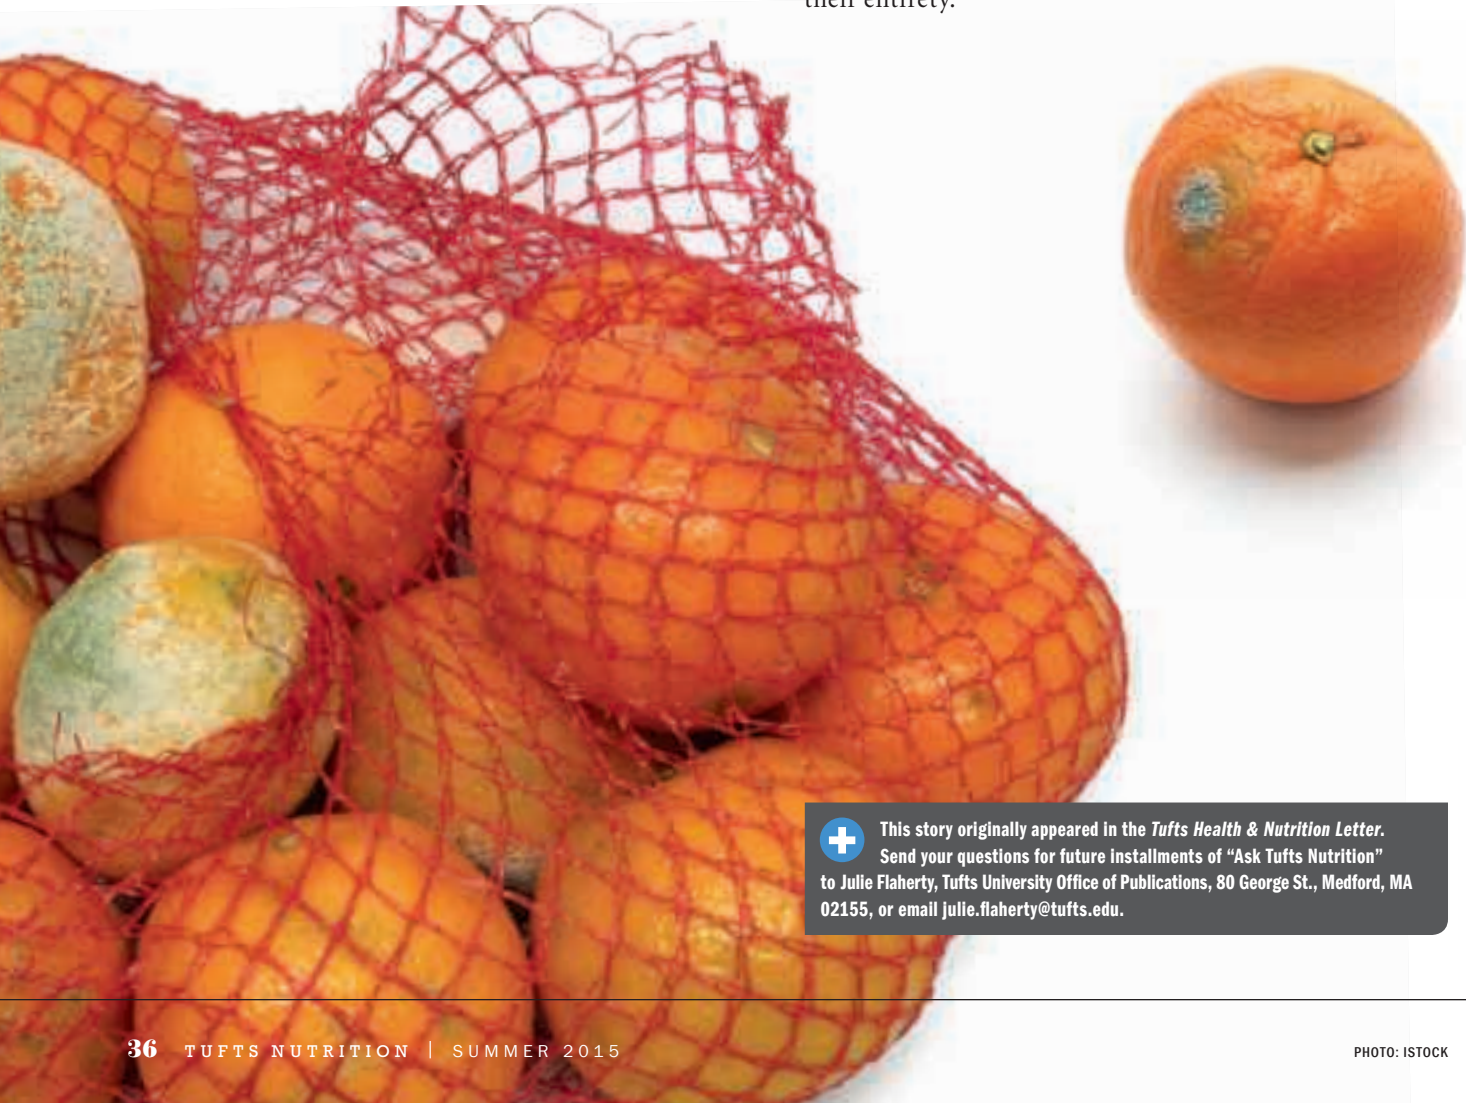 their entirety.
This story originally appeared in the Tufts Health & Nutrition Letter.
Send your questions for future installments of “Ask Tufts Nutrition”
to Julie Flaherty, Tufts University Office of Publications, 80 George St., Medford, MA
02155, or email julie.flaherty@tufts.edu.
36 TUFTS NUTRITION | SUMMER 2015
PHOTO: ISTOCK